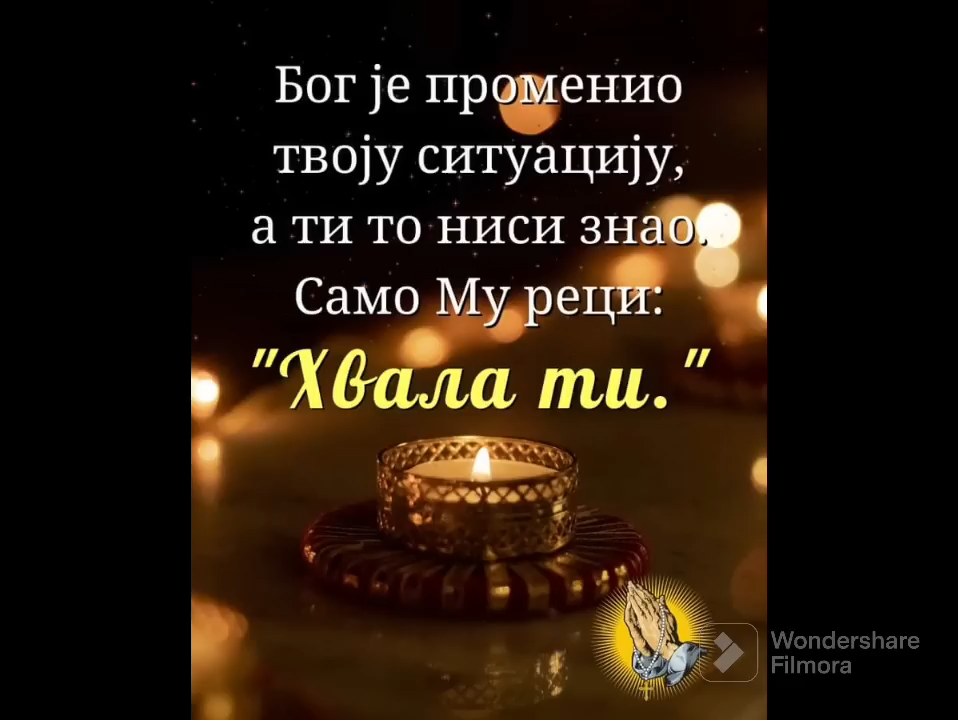 Бог је променио
твоју ситуацију,
а ти то ниси знао.
Само Му реци:
"Хвала ти."
Wondershare
Filmora